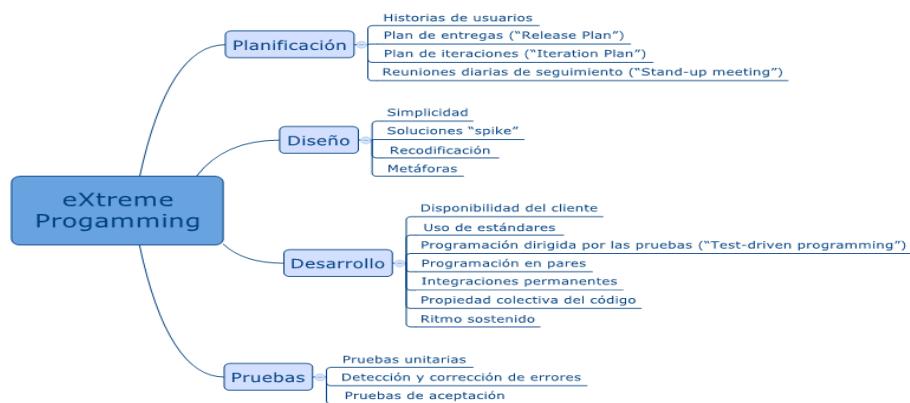 eXtreme
Progamming
Planificación
Historias de usuarios
Plan de entregas (“Release Plan”)
Plan de iteraciones (“Iteration Plan”)
Reuniones diarias de seguimiento (“Stand-up meeting”)
Diseño
Simplicidad
Soluciones “spike”
Recodificación
Metáforas
Desarrollo
Disponibilidad del cliente
Uso de estándares
Programación dirigida por las pruebas (“Test-driven programming”)
Programación en pares
Integraciones permanentes
Propiedad colectiva del código
Ritmo sostenido
Pruebas
Pruebas unitarias
Detección y corrección de errores
Pruebas de aceptación